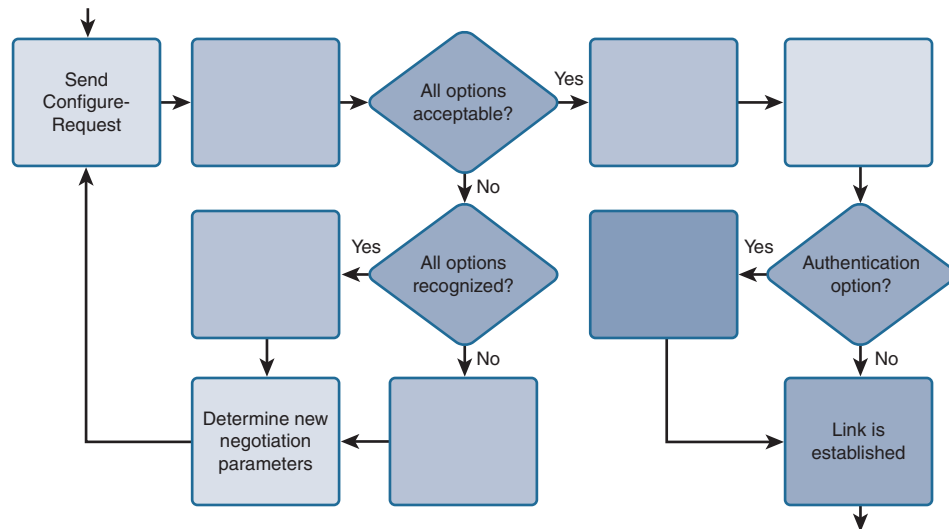 Send
Configure-
Request
All options
acceptable?
Yes
No
Yes
All options
recognized?
Yes
Authentication
option?
No
No
Determine new
negotiation
parameters
Link is
established